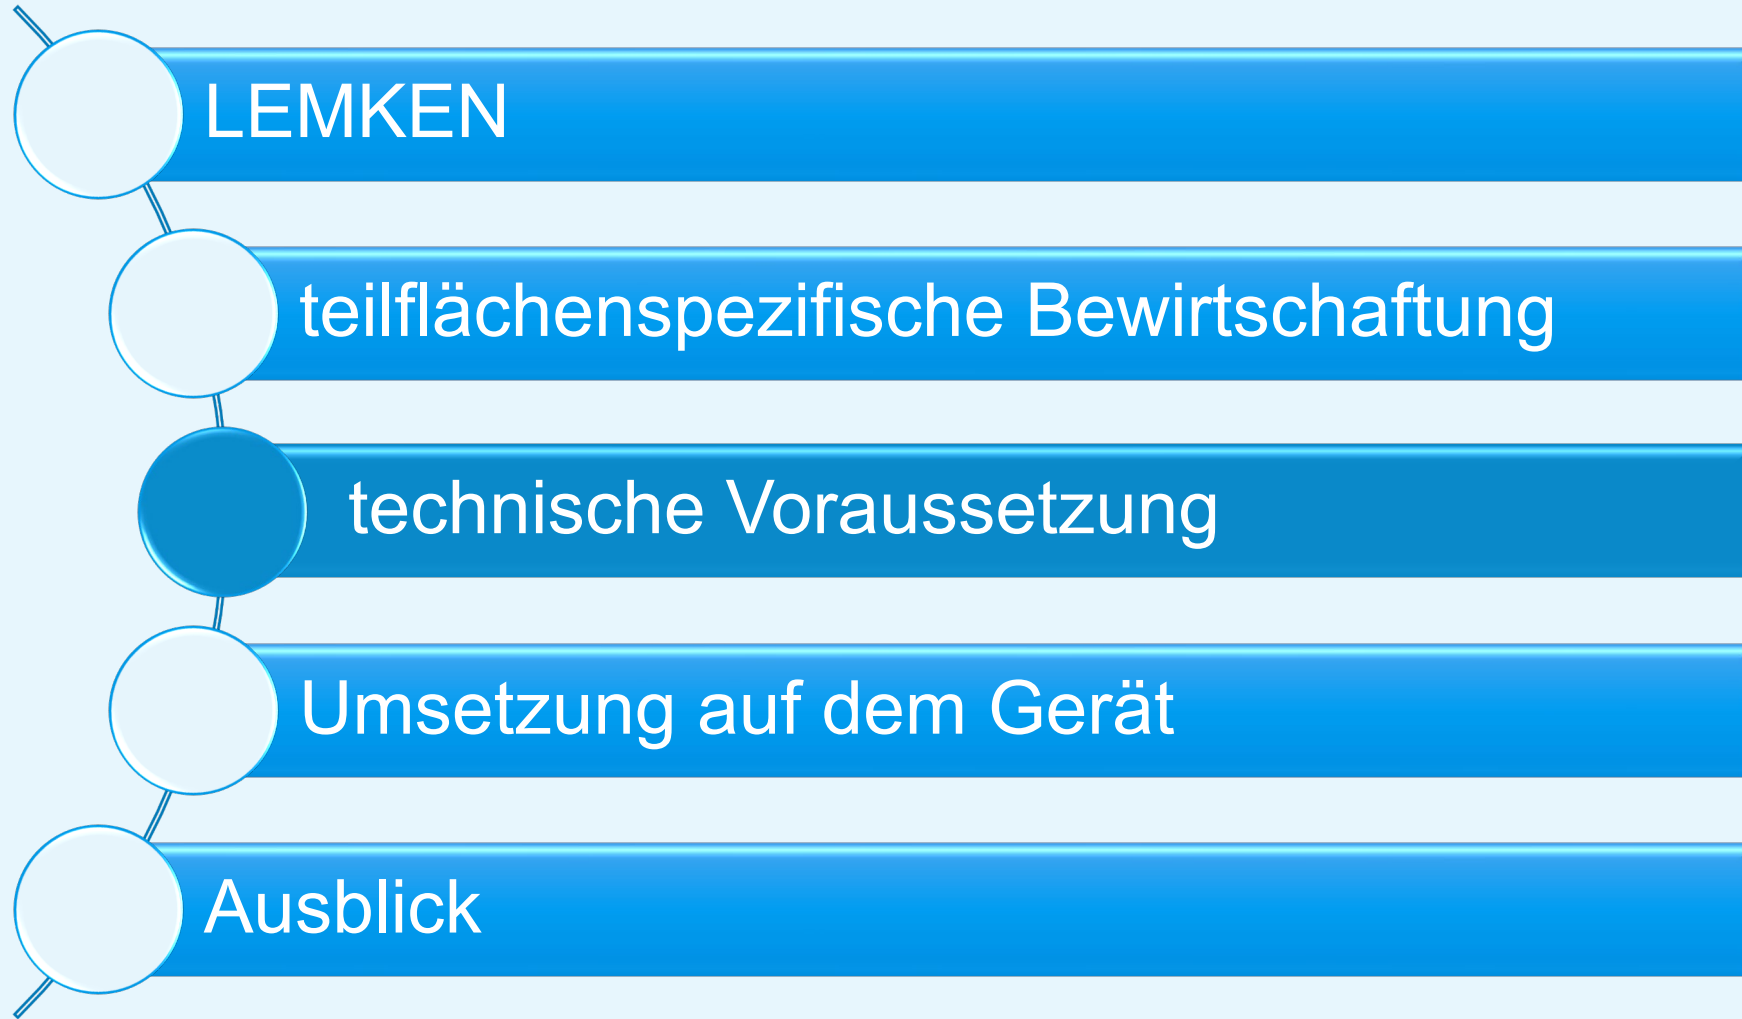 LEMKEN
teilflächenspezifische Bewirtschaftung
technische Voraussetzung
Umsetzung auf dem Gerät
Ausblick